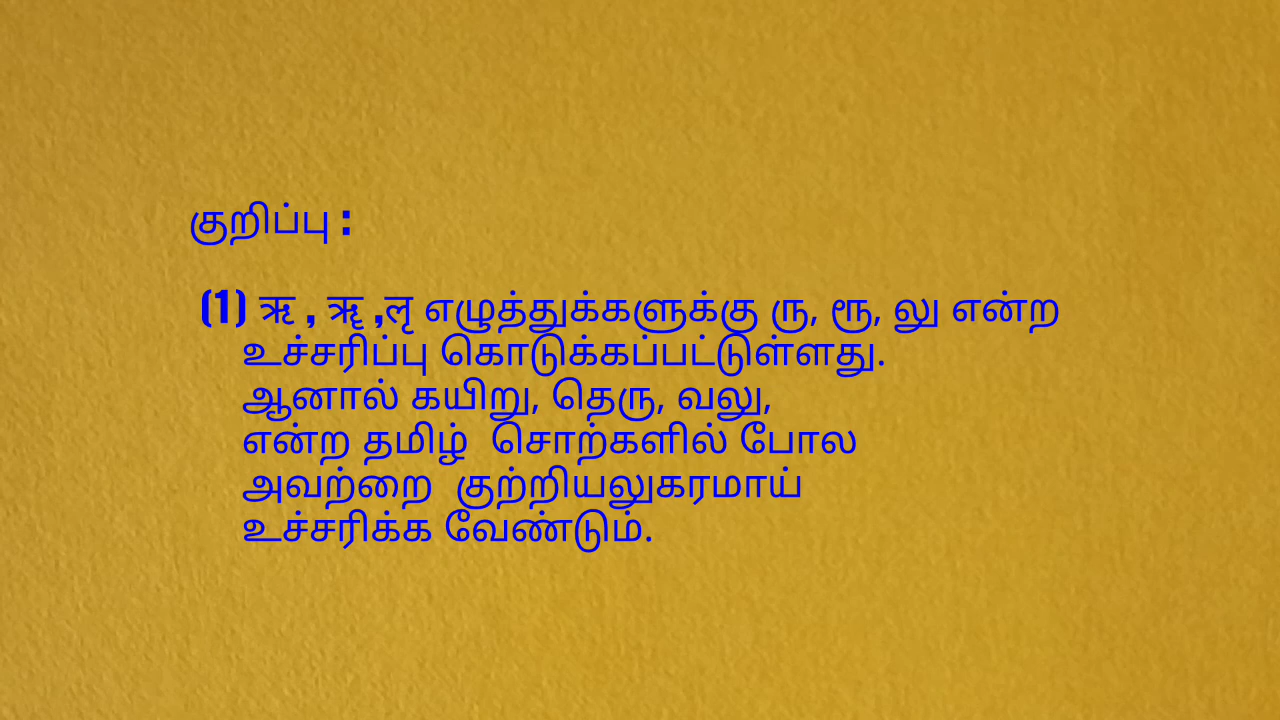 குறிப்பு :
(1) ऋ , ॠ ,ऌ எழுத்துக்களுக்கு ரு, ரூ, லு என்ற
உச்சரிப்பு கொடுக்கப்பட்டுள்ளது.
ஆனால் கயிறு, தெரு, வலு,
என்ற தமிழ் சொற்களில் போல
அவற்றை குற்றியலுகரமாய்
உச்சரிக்க வேண்டும்.